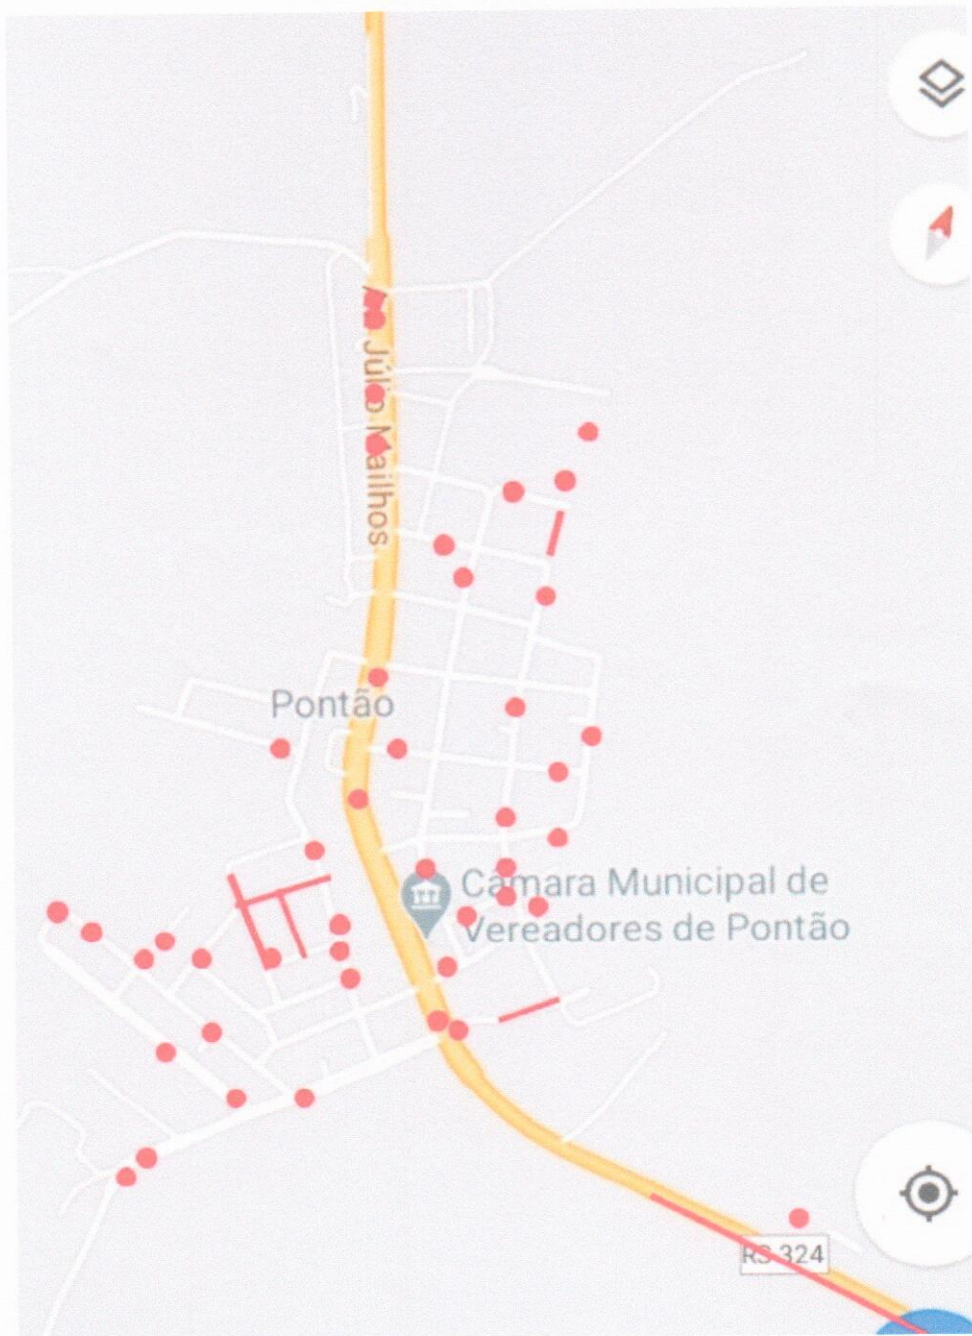 Júlio Mailhos
Pontão
Câmara Municipal de
Vereadores de Pontão
RS-324